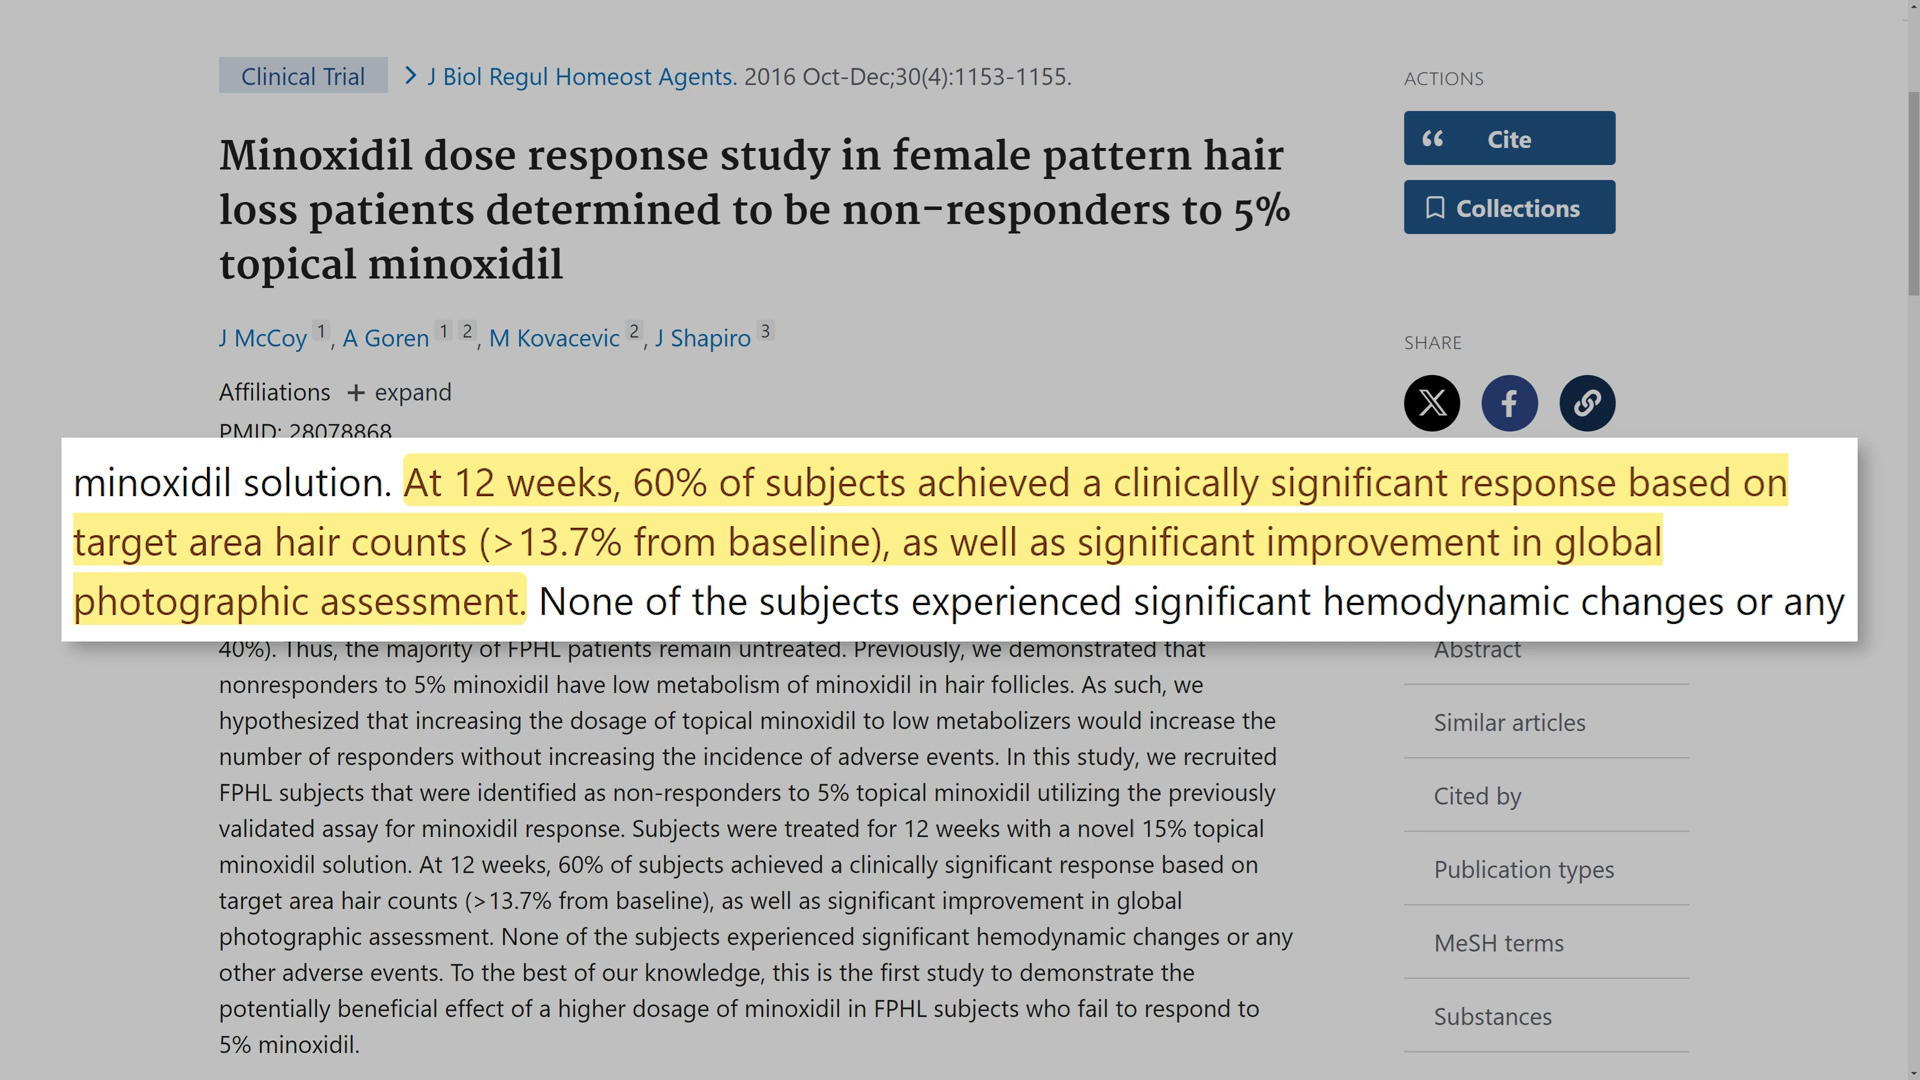 Clinical Trial > J Biol Regul Homeost Agents. 2016 Oct-Dec;30(4):1153-1155.
Minoxidil dose response study in female pattern hair
loss patients determined to be non-responders to 5%
topical minoxidil
J McCoy 1, A Goren 1 2, M Kovacevic 2, J Shapiro 3
Affiliations + expand
PMID: 28078868
minoxidil solution. At 12 weeks, 60% of subjects achieved a clinically significant response based on
target area hair counts (>13.7% from baseline), as well as significant improvement in global
photographic assessment. None of the subjects experienced significant hemodynamic changes or any
40%). Thus, the majority of FPHL patients remain untreated. Previously, we demonstrated that
nonresponders to 5% minoxidil have low metabolism of minoxidil in hair follicles. As such, we
hypothesized that increasing the dosage of topical minoxidil to low metabolizers would increase the
number of responders without increasing the incidence of adverse events. In this study, we recruited
FPHL subjects that were identified as non-responders to 5% topical minoxidil utilizing the previously
validated assay for minoxidil response. Subjects were treated for 12 weeks with a novel 15% topical
minoxidil solution. At 12 weeks, 60% of subjects achieved a clinically significant response based on
target area hair counts (>13.7% from baseline), as well as significant improvement in global
photographic assessment. None of the subjects experienced significant hemodynamic changes or any
other adverse events. To the best of our knowledge, this is the first study to demonstrate the
potentially beneficial effect of a higher dosage of minoxidil in FPHL subjects who fail to respond to
5% minoxidil.
ACTIONS
Cite
Collections
SHARE
Abstract
Similar articles
Cited by
Publication types
MeSH terms
Substances